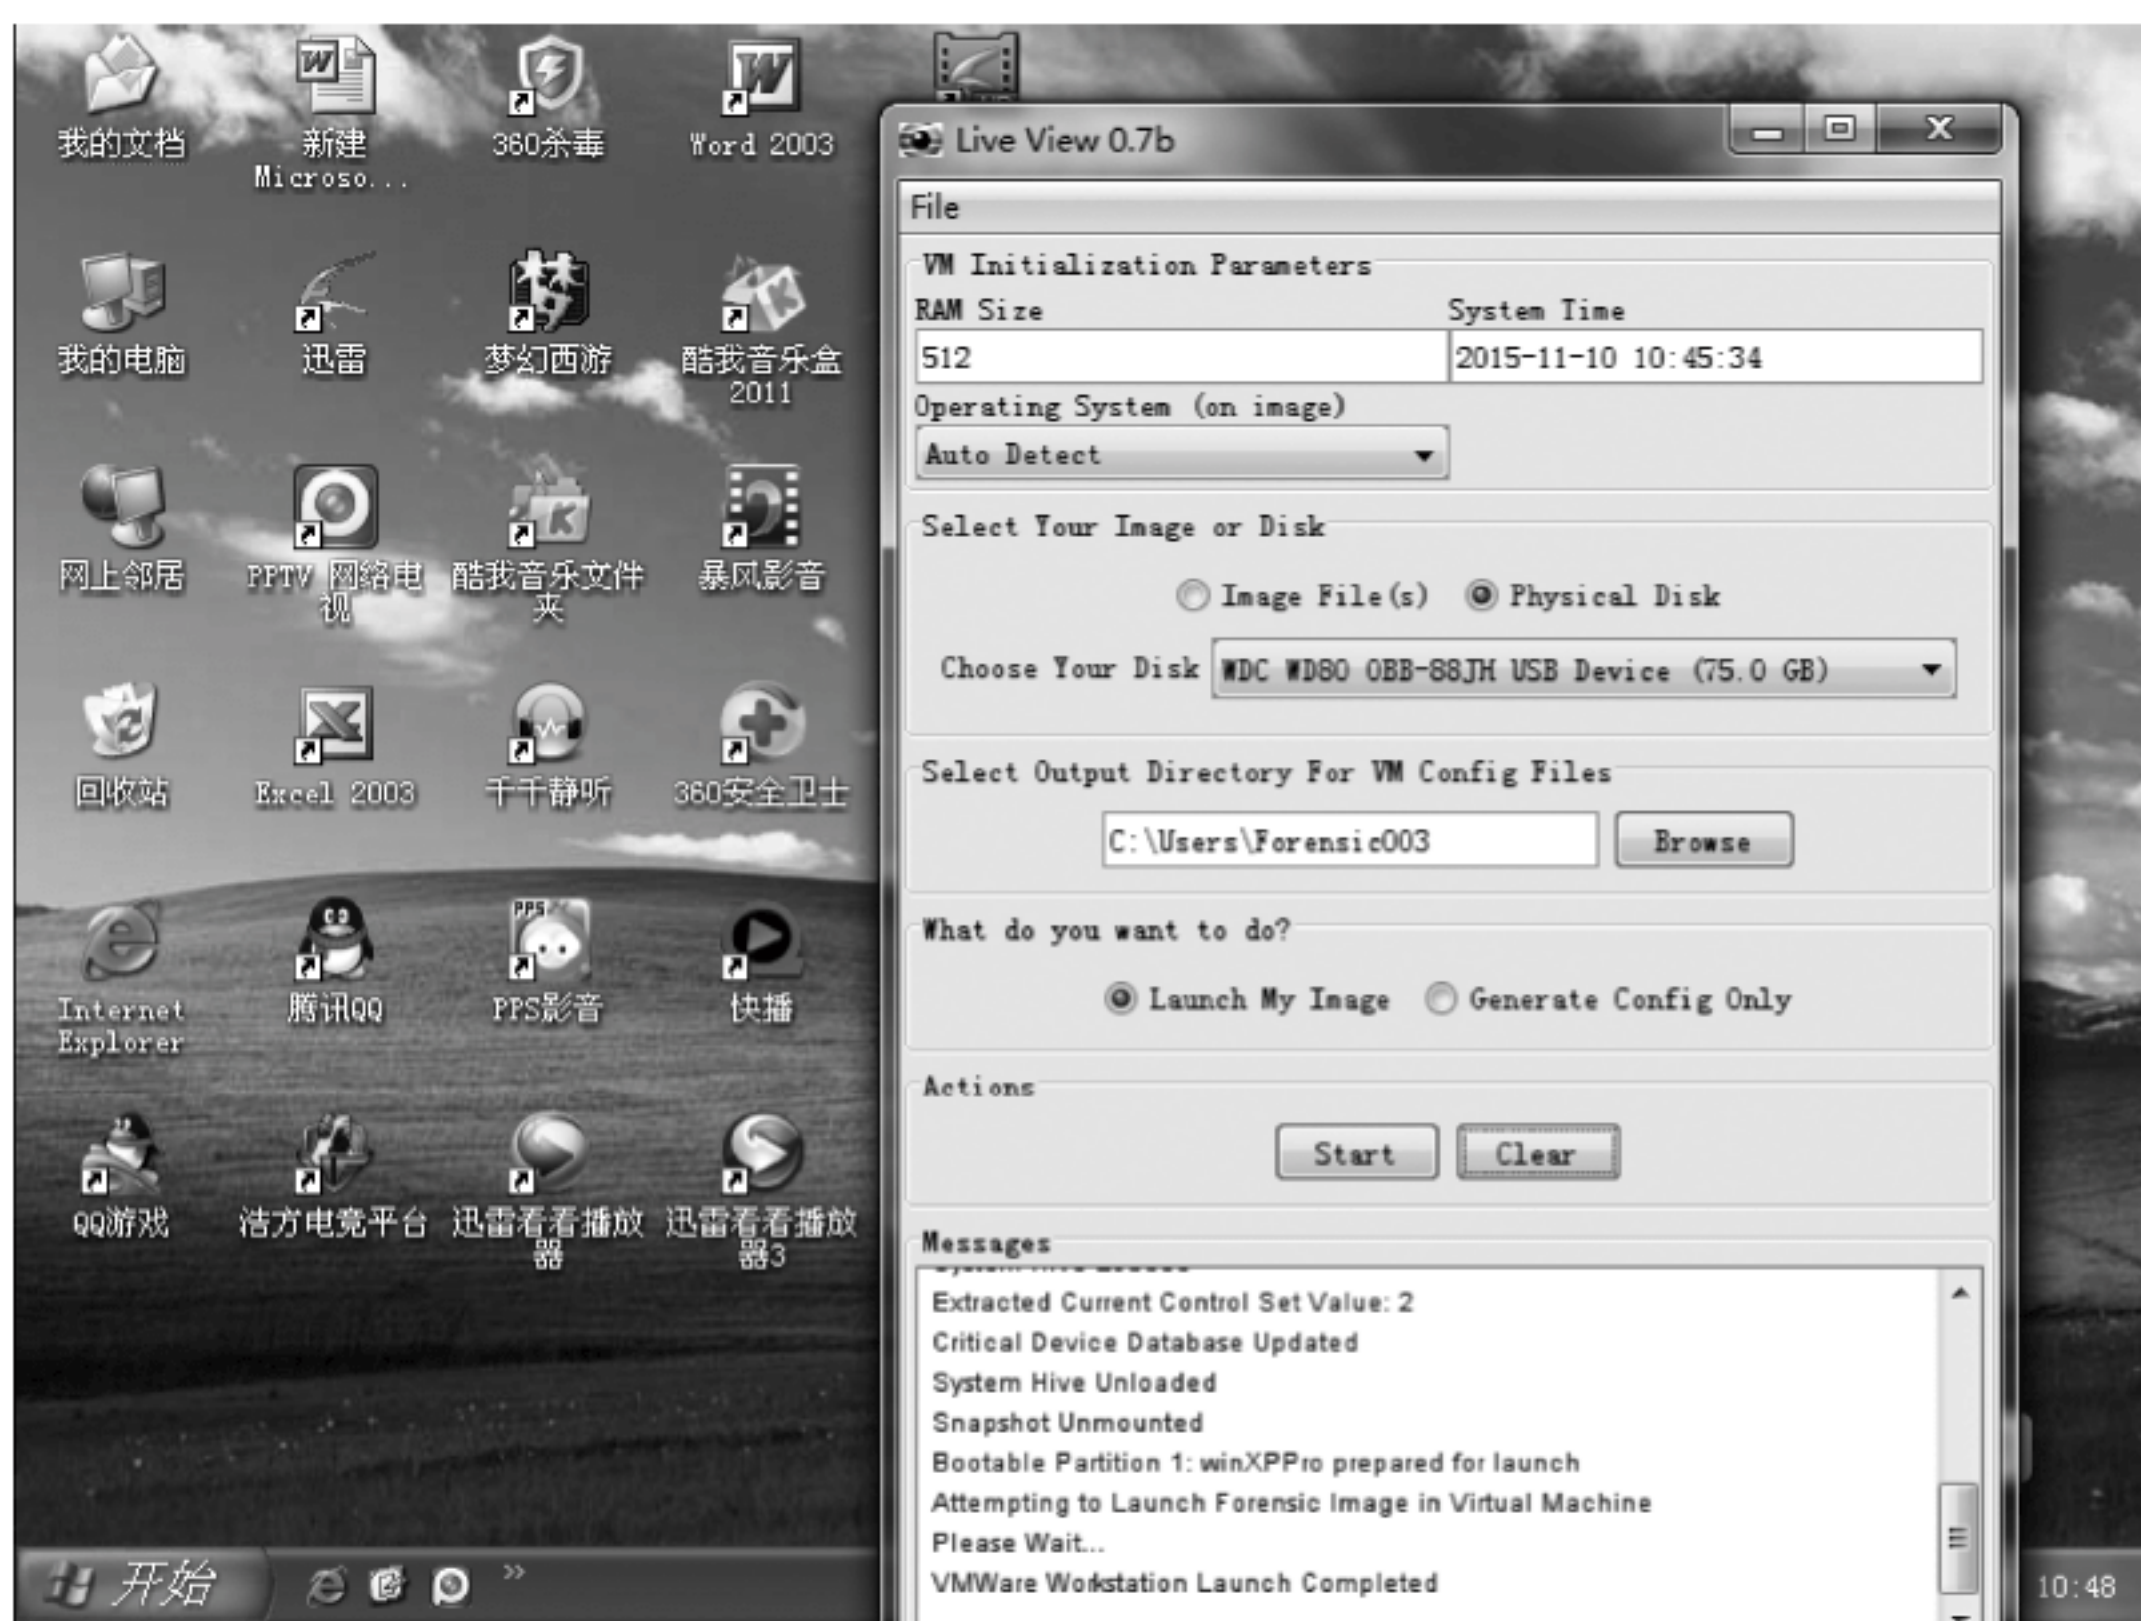 我的文档
新建
Microso...
360杀毒
Word 2003
我的电脑
迅雷
梦幻西游
酷我音乐盒
2011
网上邻居
PPTV 网络电
视
酷我音乐文件
夹
暴风影音
回收站
Excel 2003
千千静听
360安全卫士
Internet
Explorer
腾讯QQ
PPS
PPS影音
快播
QQ游戏
浩方电竞平台
迅雷看看播放
器
迅雷看看播放
器3
开始
Live View 0.7b
File
VM Initialization Parameters
RAM Size
System Time
512
2015-11-10 10:45:34
Operating System (on image)
Auto Detect
Select Your Image or Disk
Image File(s)
Physical Disk
Choose Your Disk
WDC WD80 0BB-88JH USB Device (75.0 GB)
Select Output Directory For VM Config Files
C:\Users\Forensic003
Browse
What do you want to do?
Launch My Image
Generate Config Only
Actions
Start
Clear
Messages
Extracted Current Control Set Value: 2
Critical Device Database Updated
System Hive Unloaded
Snapshot Unmounted
Bootable Partition 1: winXPPro prepared for launch
Attempting to Launch Forensic Image in Virtual Machine
Please Wait...
VMWare Workstation Launch Completed
10:48